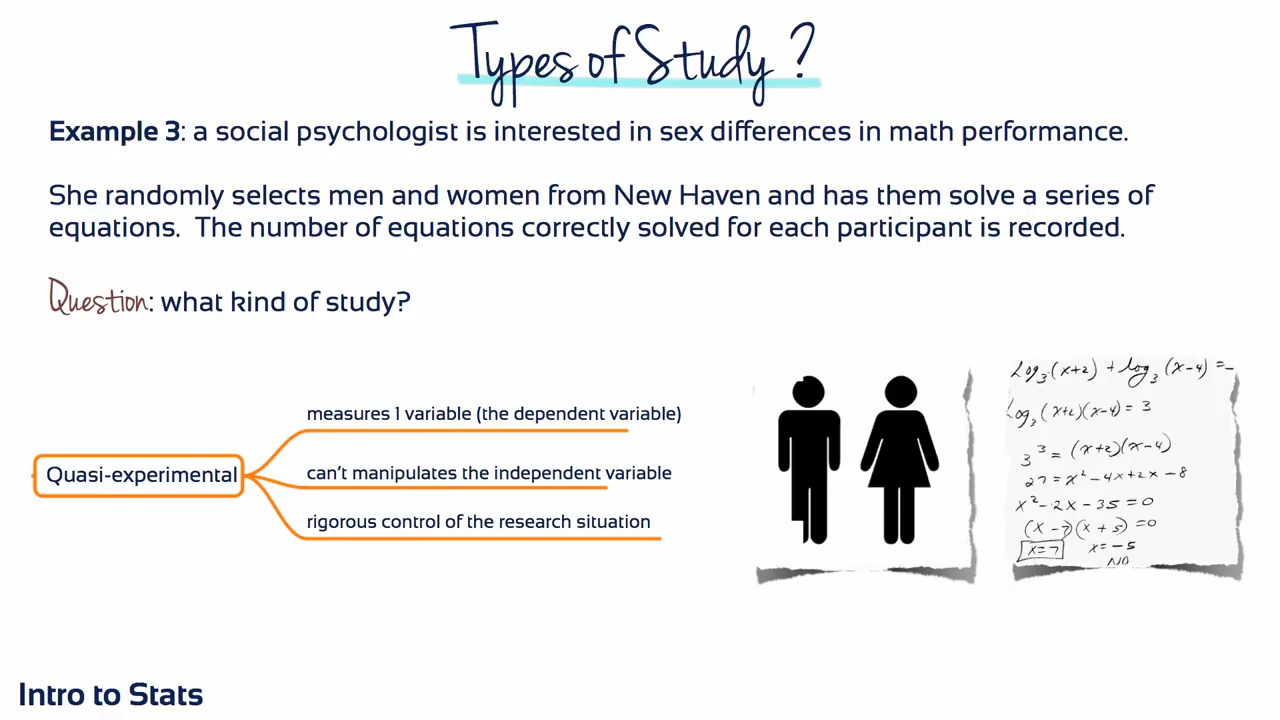 Types of Study ?
Example 3: a social psychologist is interested in sex differences in math performance.
She randomly selects men and women from New Haven and has them solve a series of
equations. The number of equations correctly solved for each participant is recorded.
Question: what kind of study?
measures 1 variable (the dependent variable)
Quasi-experimental
can't manipulates the independent variable
rigorous control of the research situation
Log₃(x+2) + log₃(x-4) =
Log₃(x+2)(x-4) = 3
3³ = (x+2)(x-4)
27 = x² - 4x + 2x - 8
x² - 2x - 35 = 0
(x - 7)(x + 5) = 0
x = 7 x = -5
NO
Intro to Stats